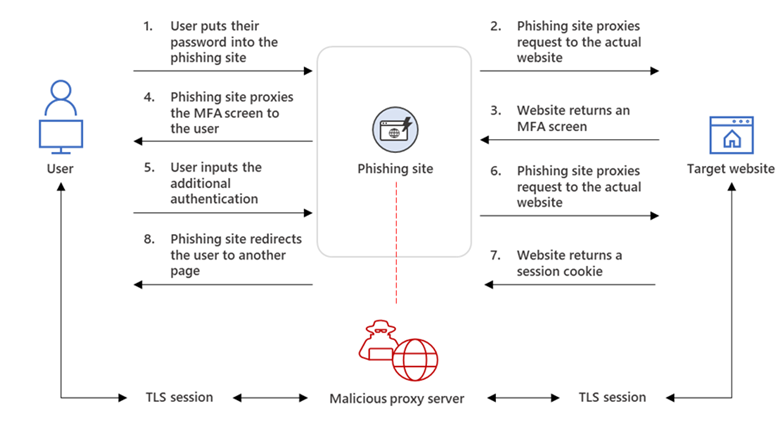 1. User puts their
password into the
phishing site
2. Phishing site proxies
request to the actual
website
4. Phishing site proxies
the MFA screen to
the user
3. Website returns an
MFA screen
User
Phishing site
Target website
5. User inputs the
additional
authentication
6. Phishing site proxies
request to the actual
website
8. Phishing site redirects
the user to another
page
7. Website returns a
session cookie
TLS session
Malicious proxy server
TLS session